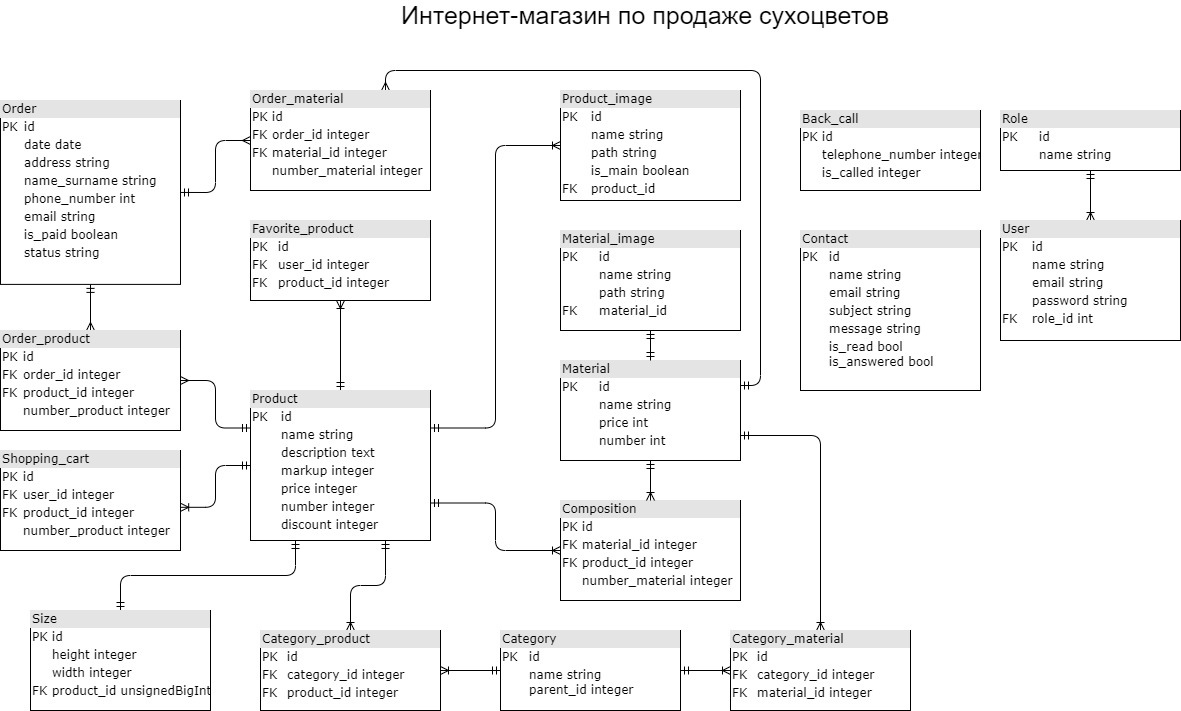 Интернет-магазин по продаже сухоцветов
Order
PK id
date date
address string
name_surname string
phone_number int
email string
is_paid boolean
status string
Order_material
PK id
FK order_id integer
FK material_id integer
number_material integer
Product_image
PK id
name string
path string
is_main boolean
FK product_id
Back_call
PK id
telephone_number integer
is_called integer
Role
PK id
name string
Favorite_product
PK id
FK user_id integer
FK product_id integer
Material_image
PK id
name string
path string
FK material_id
Contact
PK id
name string
email string
subject string
message string
is_read bool
is_answered bool
User
PK id
name string
email string
password string
FK role_id int
Order_product
PK id
FK order_id integer
FK product_id integer
number_product integer
Product
PK id
name string
description text
markup integer
price integer
number integer
discount integer
Material
PK id
name string
price int
number int
Shopping_cart
PK id
FK user_id integer
FK product_id integer
number_product integer
Composition
PK id
FK material_id integer
FK product_id integer
number_material integer
Size
PK id
height integer
width integer
FK product_id unsignedBigInt
Category_product
PK id
FK category_id integer
FK product_id integer
Category
PK id
name string
parent_id integer
Category_material
PK id
FK category_id integer
FK material_id integer